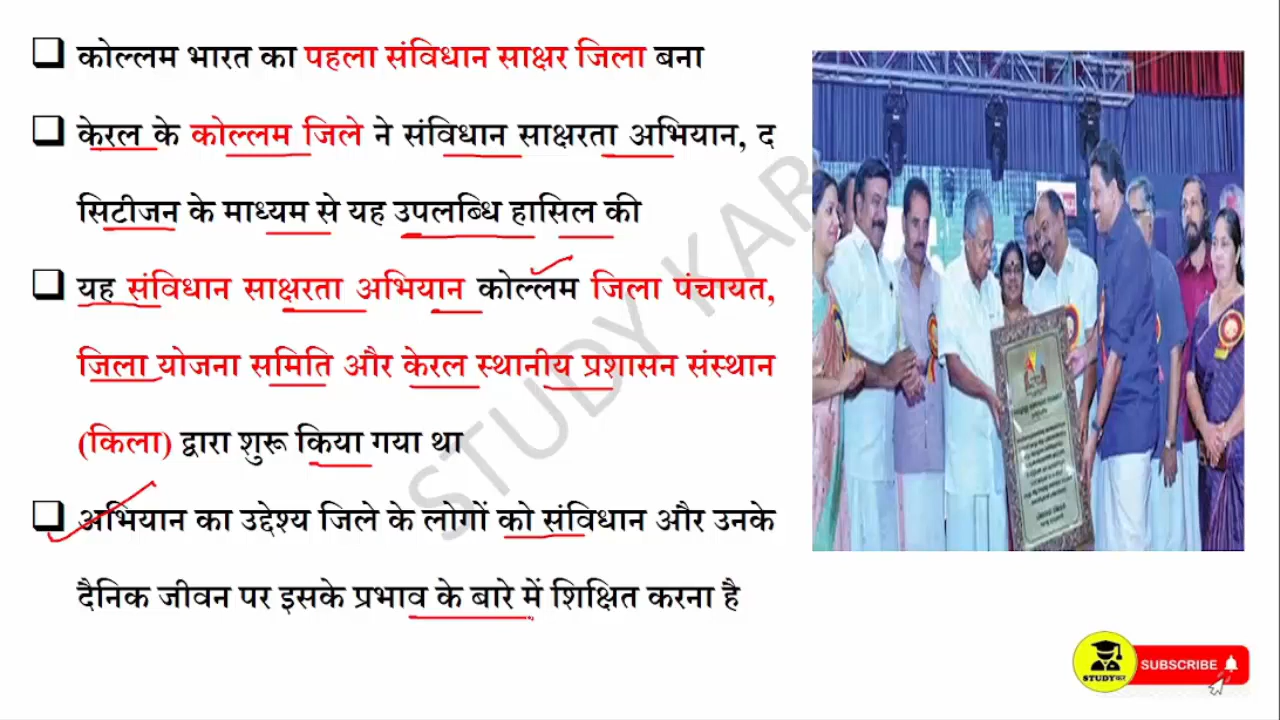 कोल्लम भारत का पहला संविधान साक्षर जिला बना
केरल के कोल्लम जिले ने संविधान साक्षरता अभियान, द
सिटीजन के माध्यम से यह उपलब्धि हासिल की
यह संविधान साक्षरता अभियान कोल्लम जिला पंचायत,
जिला योजना समिति और केरल स्थानीय प्रशासन संस्थान
(किला) द्वारा शुरू किया गया था
अभियान का उद्देश्य जिले के लोगों को संविधान और उनके
दैनिक जीवन पर इसके प्रभाव के बारे में शिक्षित करना है
STUDY KAR
STUDYकर
SUBSCRIBE